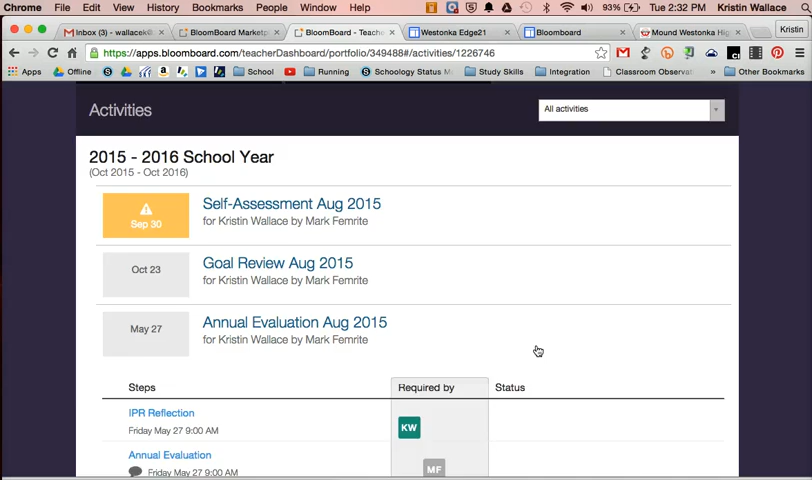 Chrome File Edit View History Bookmarks People Window Help 93% Tue 2:32 PM Kristin Wallace
Inbox (3) - wallacek@ BloomBoard Marketp BloomBoard - Teache Westonka Edge21 Bloomboard Mound Westonka Hig Kristin
https://apps.bloomboard.com/teacherDashboard/portfolio/349488#/activities/1226746
Apps Offline School Running Schoology Status M Study Skills Integration Classroom Observati » Other Bookmarks
Activities
All activities
2015 - 2016 School Year
(Oct 2015 - Oct 2016)
Self-Assessment Aug 2015
Sep 30
for Kristin Wallace by Mark Femrite
Oct 23
Goal Review Aug 2015
for Kristin Wallace by Mark Femrite
May 27
Annual Evaluation Aug 2015
for Kristin Wallace by Mark Femrite
Steps Required by Status
IPR Reflection
Friday May 27 9:00 AM
KW
Annual Evaluation
Friday May 27 9:00 AM
MF